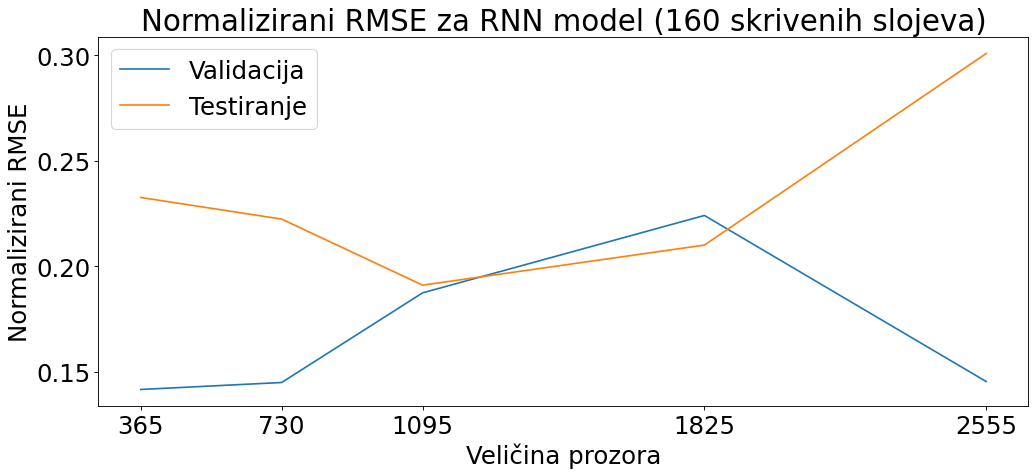 Normalizirani RMSE za RNN model (160 skrivenih slojeva)
Validacija
Testiranje
Normalizirani RMSE
0.30
0.25
0.20
0.15
365 730 1095 1825 2555
Veličina prozora